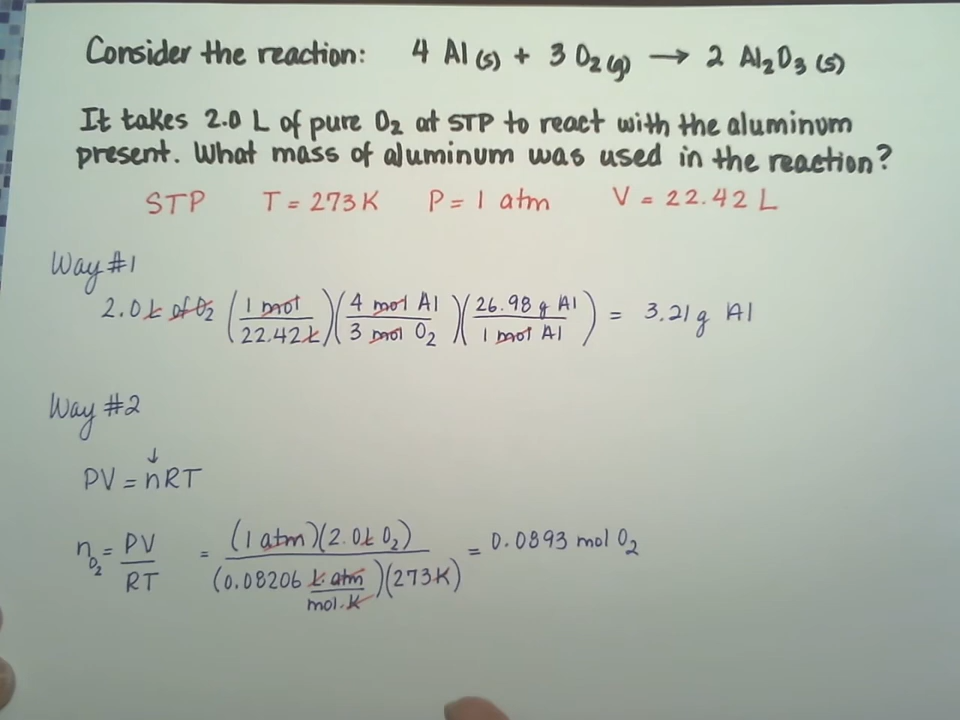 Consider the reaction: 4 Al (s) + 3 O₂ (g) → 2 Al₂O₃ (s)
It takes 2.0 L of pure O₂ at STP to react with the aluminum
present. What mass of aluminum was used in the reaction?
STP T = 273 K P = 1 atm V = 22.42 L
Way #1
2.0 L of O₂ (1 mol / 22.42 L) (4 mol Al / 3 mol O₂) (26.98 g Al / 1 mol Al) = 3.21 g Al
Way #2
↓
PV = nRT
n O₂ = PV / RT = (1 atm)(2.0 L O₂) / (0.08206 L·atm / mol·K)(273K) = 0.0893 mol O₂